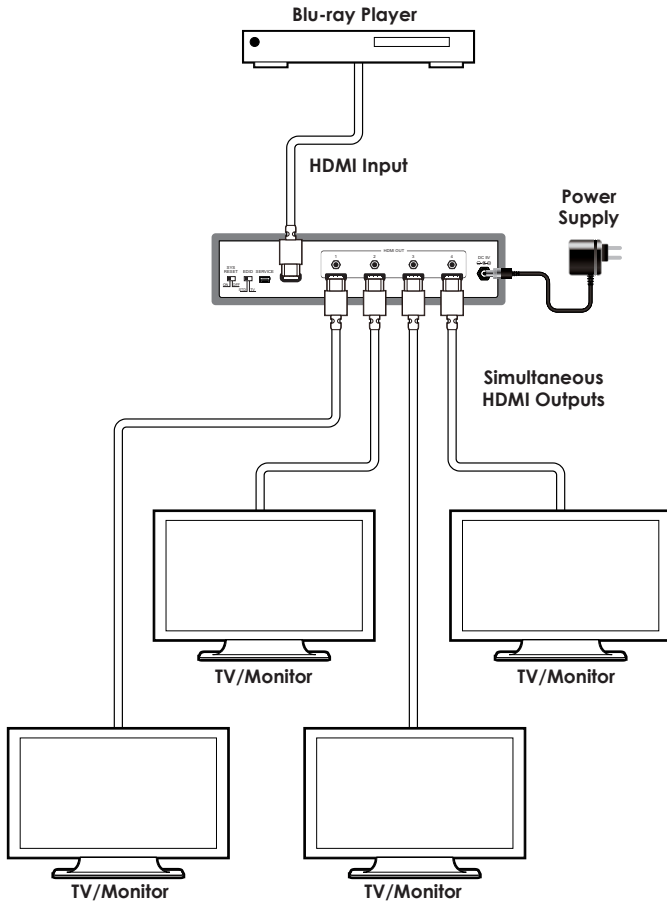 Blu-ray Player
HDMI Input
Power
Supply
HDMI OUT
1 2 3 4
DC 5V
SYS
RESET EDID SERVICE
Simultaneous
HDMI Outputs
TV/Monitor
TV/Monitor
TV/Monitor
TV/Monitor